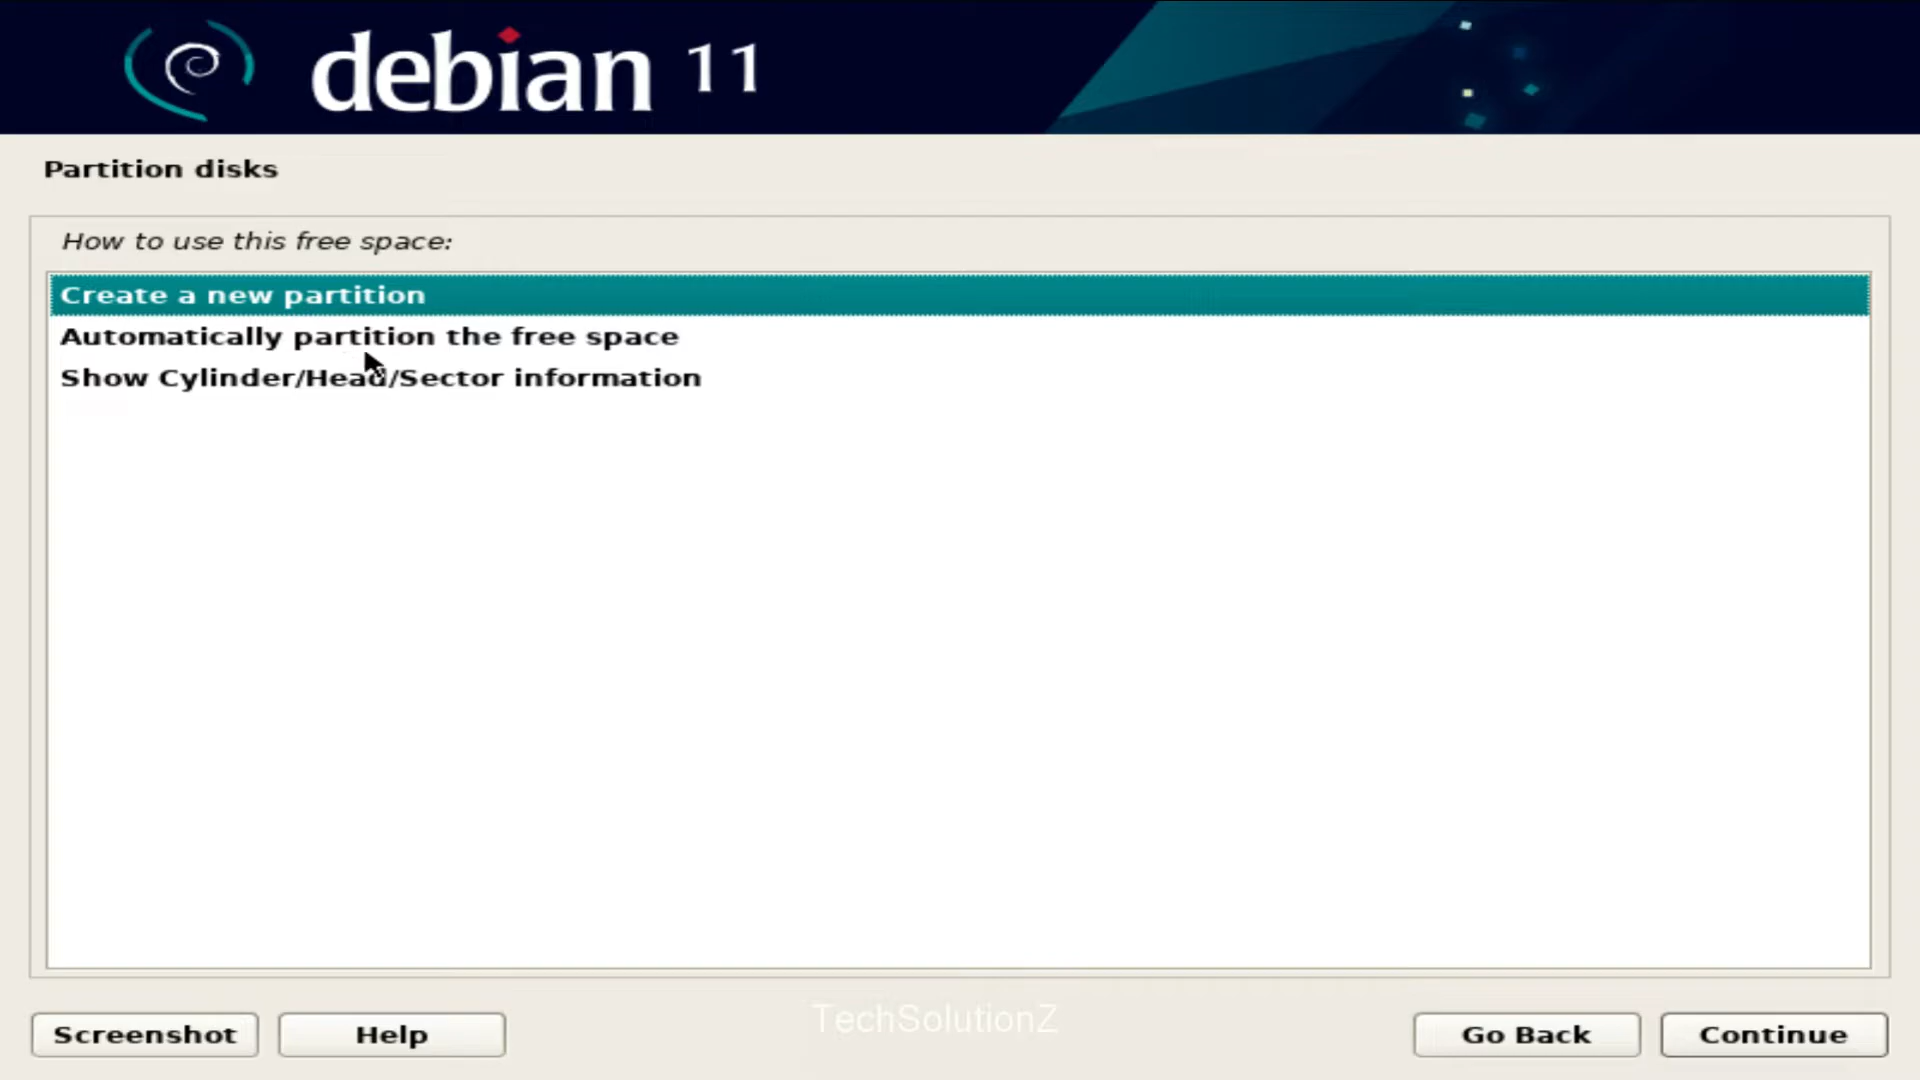 debian 11
Partition disks
How to use this free space:
Create a new partition
Automatically partition the free space
Show Cylinder/Head/Sector information
TechSolutionZ
Screenshot
Help
Go Back
Continue